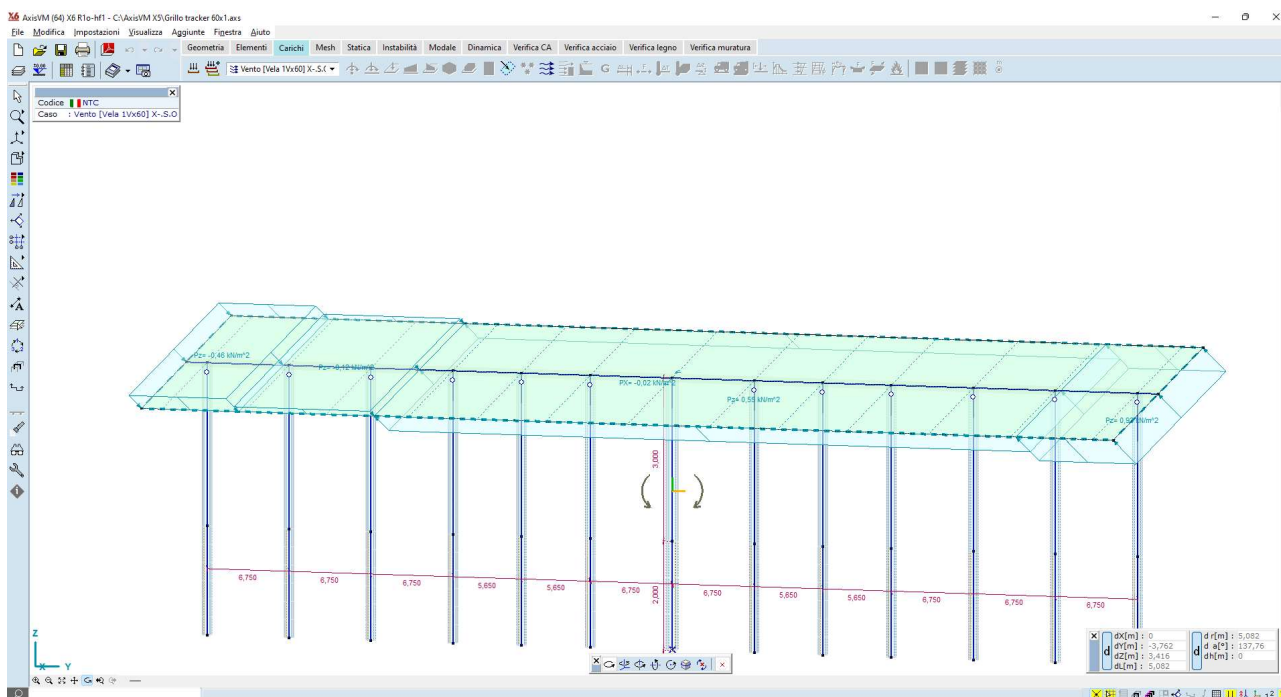 AxisVM (64) X6 R1o-hf1 - C:\AxisVM X5\Grillo tracker 60x1.axs
File Modifica Impostazioni Visualizza Aggiunte Finestra Aiuto
Geometria Elementi Carichi Mesh Statica Instabilità Modale Dinamica Verifica CA Verifica acciaio Verifica legno Verifica muratura
Vento [Vela 1Vx60] X-.S.(
Codice NTC
Caso : Vento [Vela 1Vx60] X-.S.O
Pz= -0,46 kN/m^2
Pz= -0,12 kN/m^2
PX= -0,02 kN/m^2
Pz= 0,55 kN/m^2
3,000
6,750 6,750 6,750 5,650 5,650 6,750 6,750 5,650 5,650 6,750 6,750 6,750
2,000
Z
X Y
dX[m] : 0
dY[m] : -3,762
dZ[m] : 3,416
dL[m] : 5,082
d
d r[m] : 5,082
d a[°] : 137,76
dh[m] : 0
d